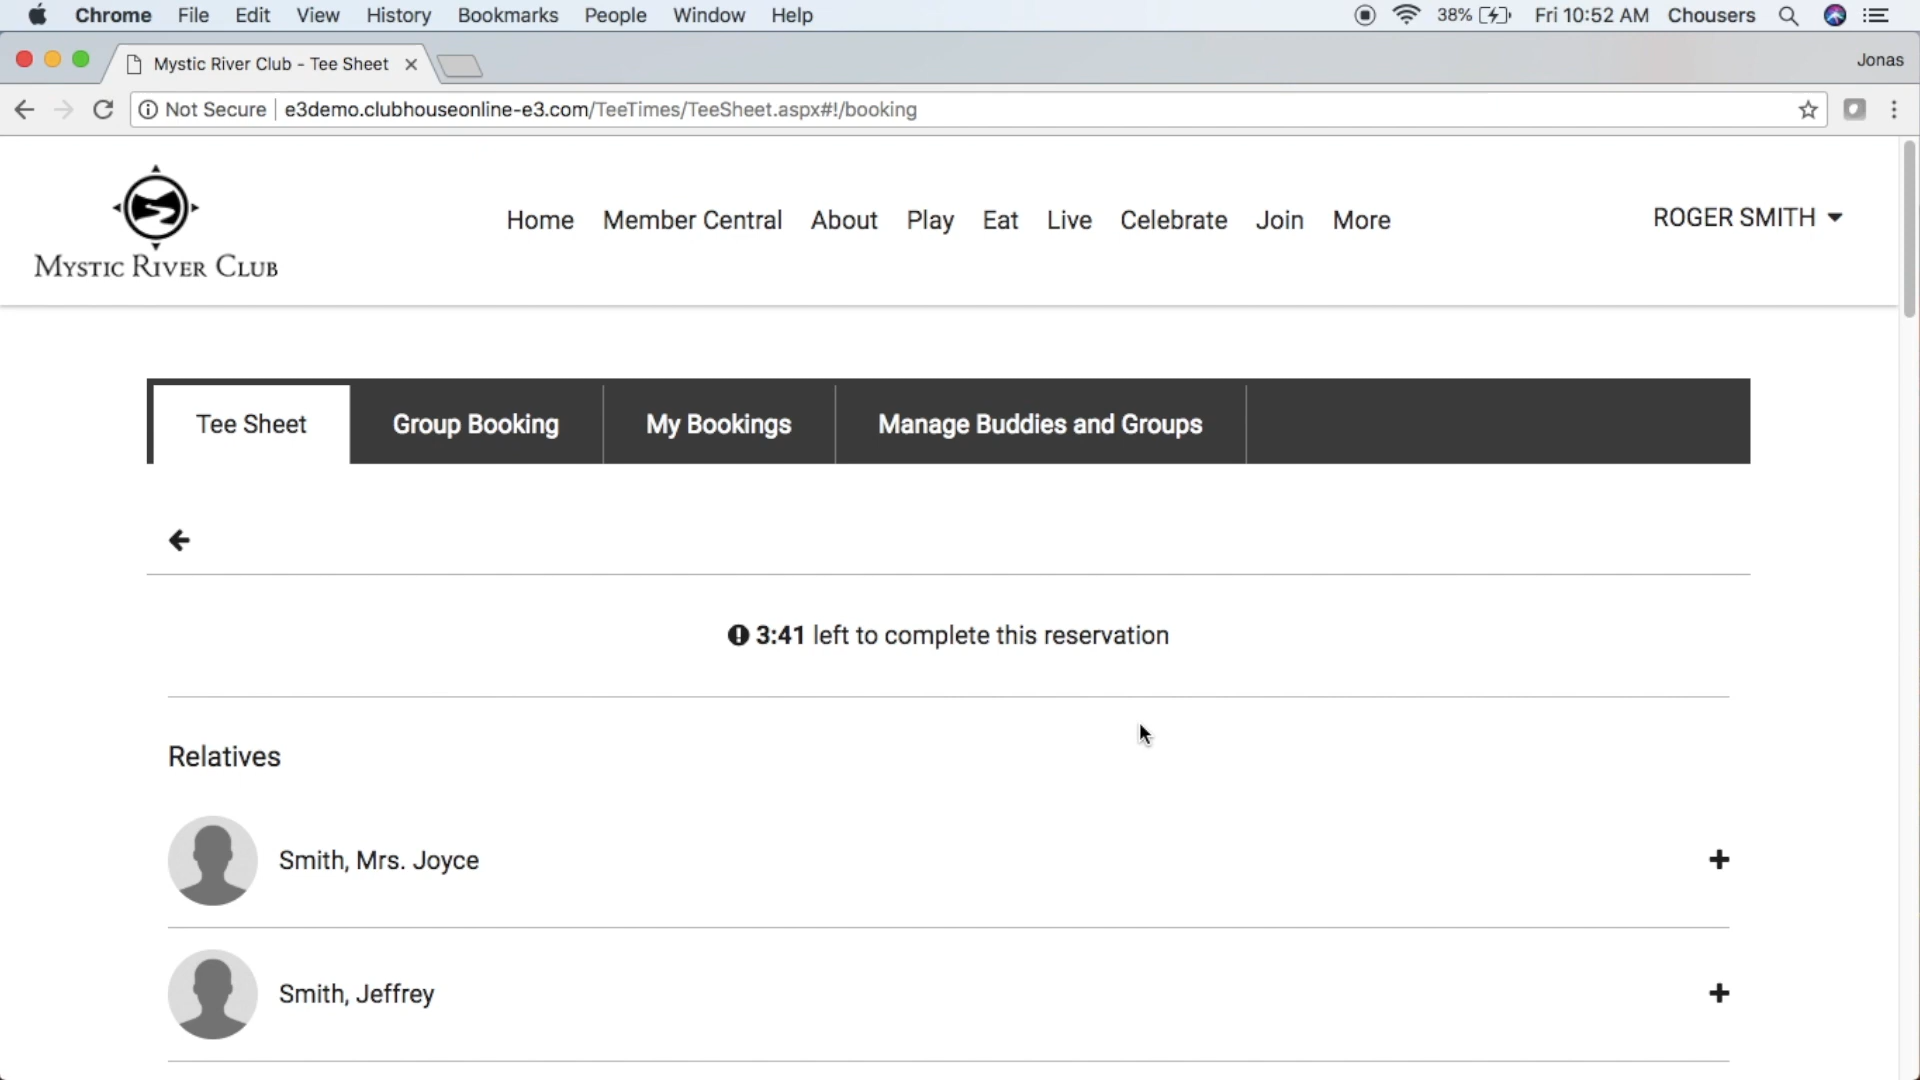 Chrome File Edit View History Bookmarks People Window Help 38% Fri 10:52 AM Chousers
Mystic River Club - Tee Sheet Jonas
Not Secure e3demo.clubhouseonline-e3.com/TeeTimes/TeeSheet.aspx#!/booking
Home Member Central About Play Eat Live Celebrate Join More ROGER SMITH
MYSTIC RIVER CLUB
Tee Sheet Group Booking My Bookings Manage Buddies and Groups
3:41 left to complete this reservation
Relatives
Smith, Mrs. Joyce
Smith, Jeffrey